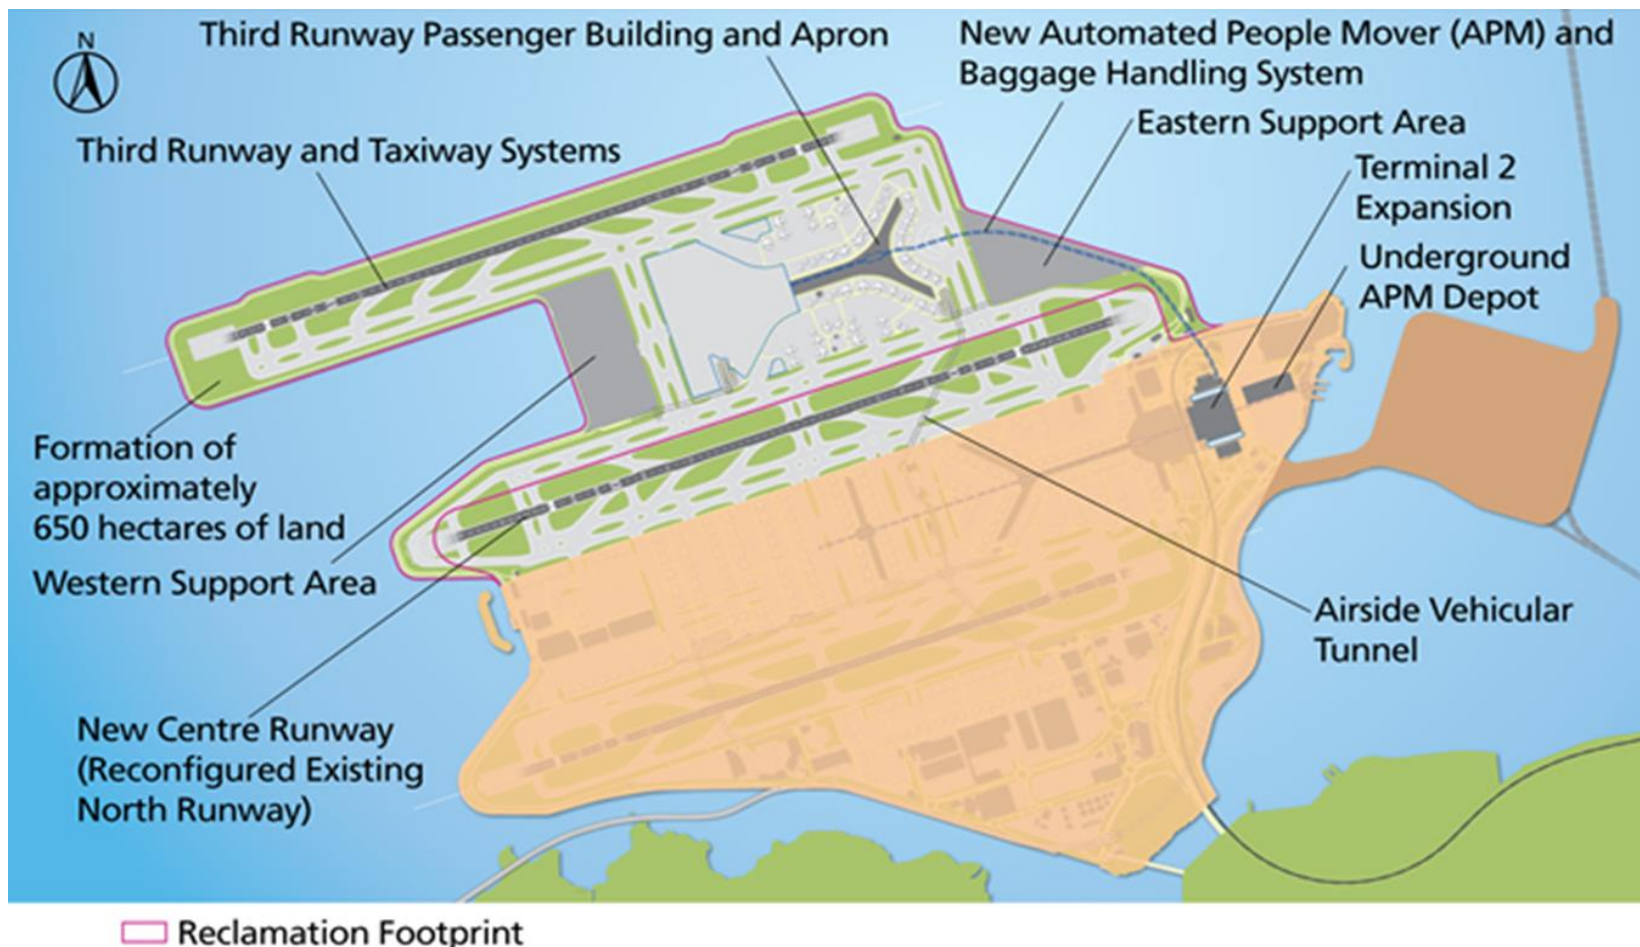 N
Third Runway Passenger Building and Apron
New Automated People Mover (APM) and
Baggage Handling System
Eastern Support Area
Third Runway and Taxiway Systems
Terminal 2
Expansion
Underground
APM Depot
Formation of
approximately
650 hectares of land
Western Support Area
Airside Vehicular
Tunnel
New Centre Runway
(Reconfigured Existing
North Runway)
Reclamation Footprint